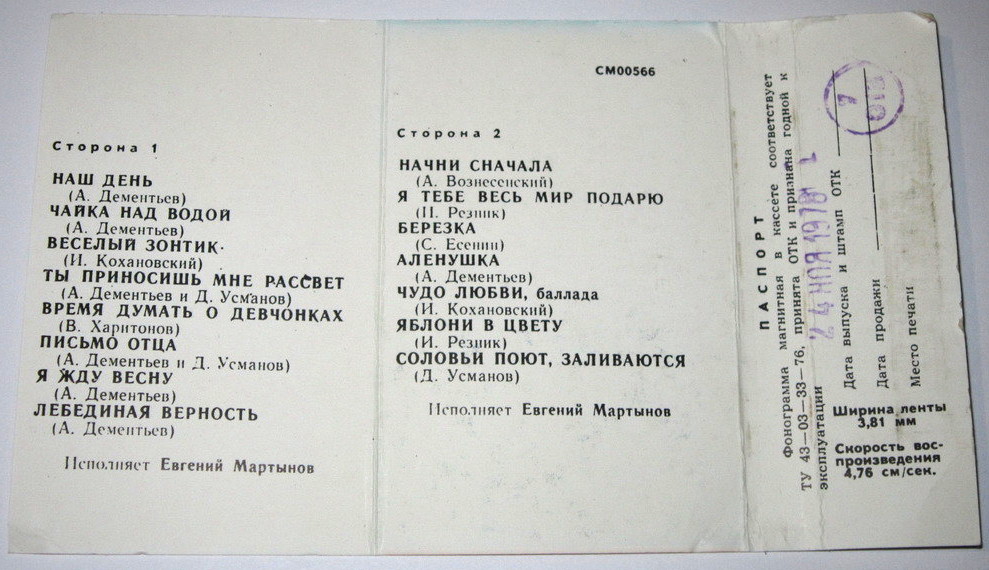 Сторона 1
НАШ ДЕНЬ
(А. Дементьев)
ЧАЙКА НАД ВОДОЙ
(А. Дементьев)
ВЕСЕЛЫЙ ЗОНТИК
(И. Кохановский)
ТЫ ПРИНОСИШЬ МНЕ РАССВЕТ
(А. Дементьев и Д. Усманов)
ВРЕМЯ ДУМАТЬ О ДЕВЧОНКАХ
(В. Харитонов)
ПИСЬМО ОТЦА
(А. Дементьев и Д. Усманов)
Я ЖДУ ВЕСНУ
(А. Дементьев)
ЛЕБЕДИНАЯ ВЕРНОСТЬ
(А. Дементьев)
Исполняет Евгений Мартынов
СМ00566
Сторона 2
НАЧНИ СНАЧАЛА
(А. Вознесенский)
Я ТЕБЕ ВЕСЬ МИР ПОДАРЮ
(И. Резник)
БЕРЕЗКА
(С. Есенин)
АЛЕНУШКА
(А. Дементьев)
ЧУДО ЛЮБВИ, баллада
(И. Кохановский)
ЯБЛОНИ В ЦВЕТУ
(И. Резник)
СОЛОВЬИ ПОЮТ, ЗАЛИВАЮТСЯ
(Д. Усманов)
Исполняет Евгений Мартынов
ПАСПОРТ
Фонограмма магнитная в кассете соответствует
ТУ 43—03—33—76, принята ОТК и признана годной к
эксплуатации
24 НОЯ 1978
Дата выпуска и штамп ОТК
Дата продажи
Место печати
7
Ширина ленты
3,81 мм
Скорость вос-
произведения
4,76 см/сек.